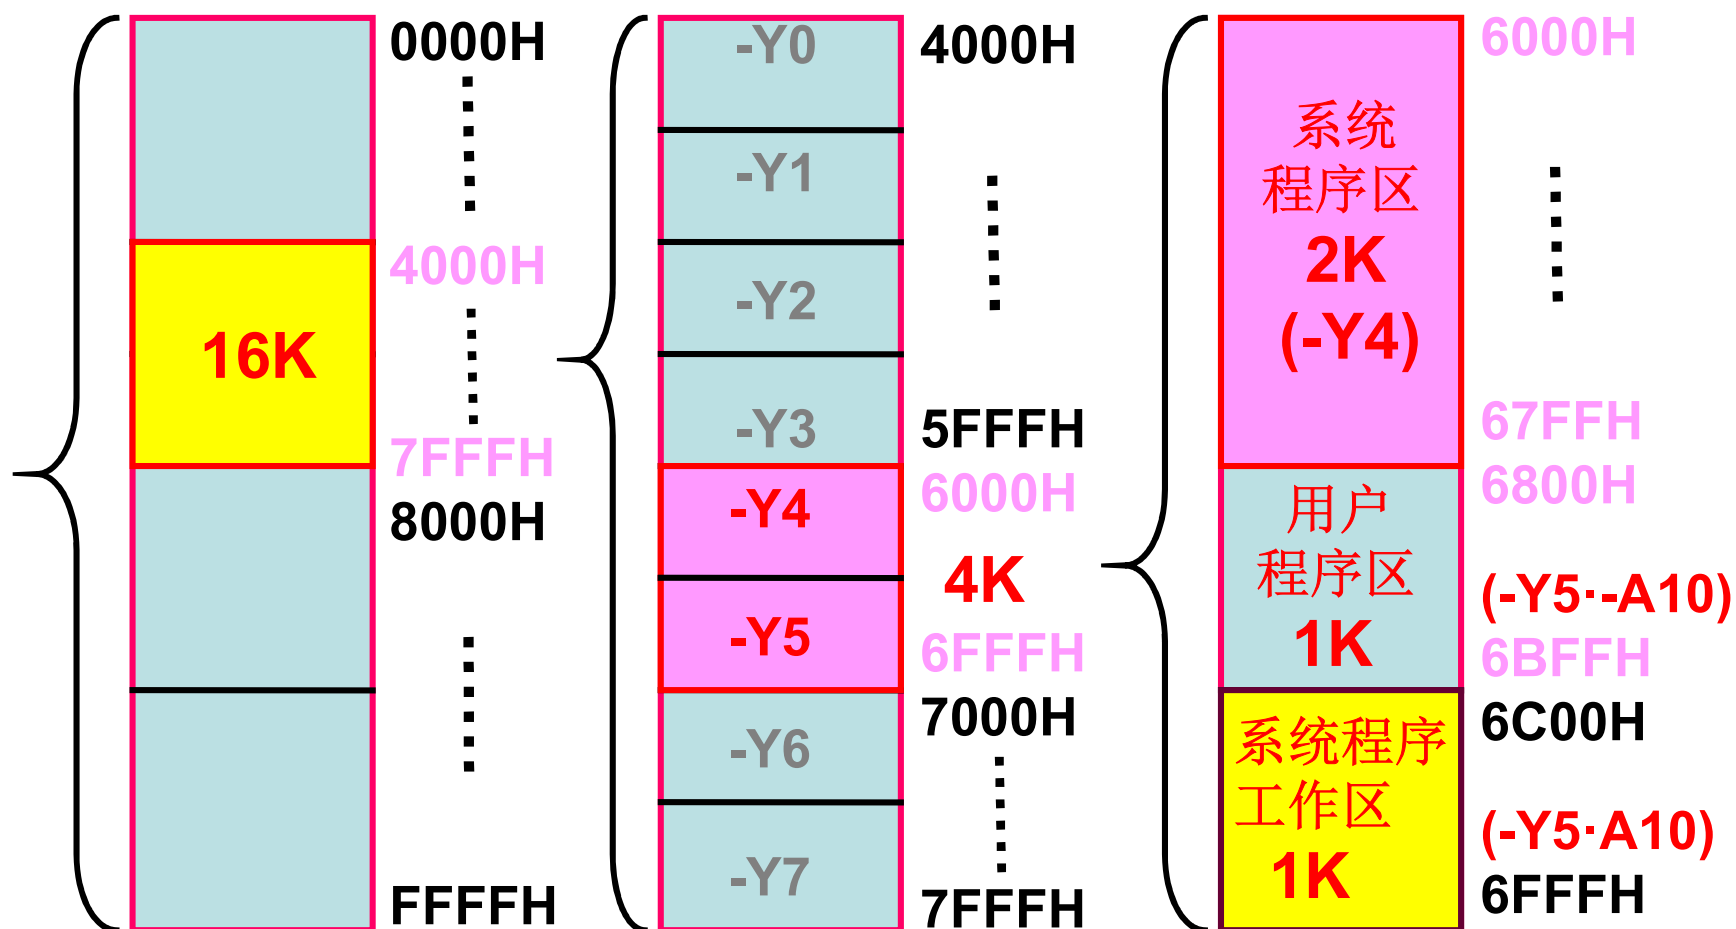 0000H
4000H
16K
7FFFH
8000H
FFFFH
-Y0
4000H
-Y1
-Y2
-Y3
5FFFH
-Y4
6000H
4K
-Y5
6FFFH
7000H
-Y6
-Y7
7FFFH
6000H
系统
程序区
2K
(-Y4)
67FFH
6800H
用户
程序区
(-Y5·-A10)
1K
6BFFH
6C00H
系统程序
工作区
(-Y5·A10)
1K
6FFFH